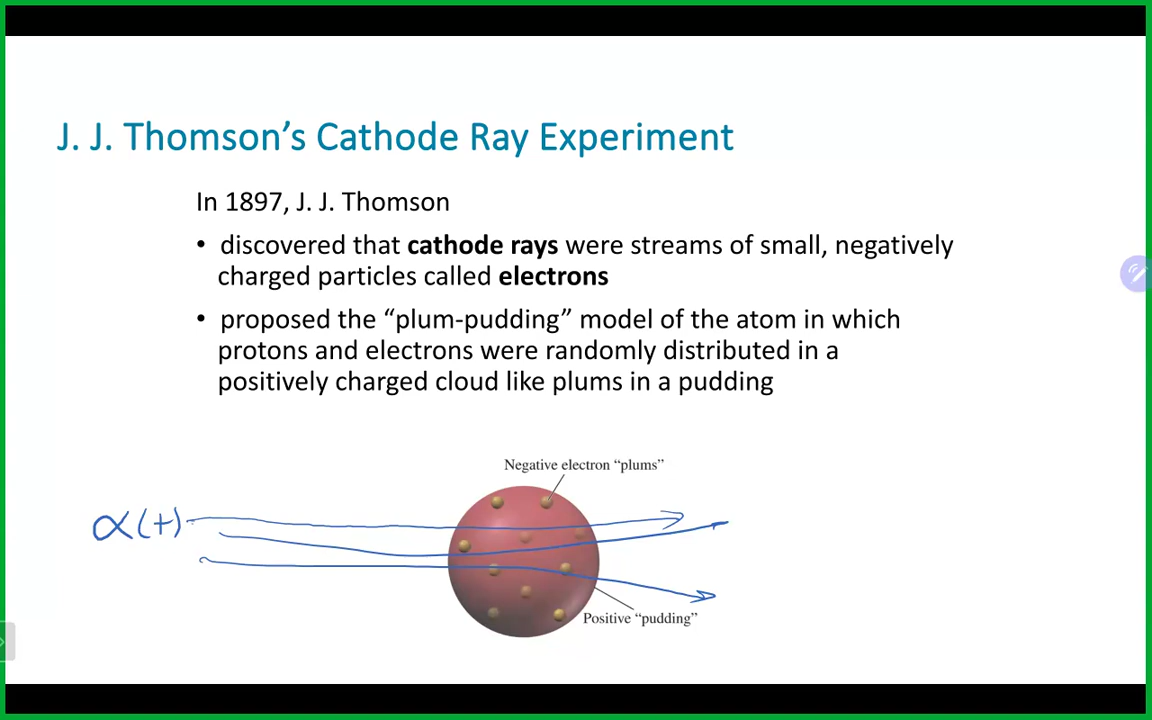 J. J. Thomson’s Cathode Ray Experiment
In 1897, J. J. Thomson
• discovered that cathode rays were streams of small, negatively
charged particles called electrons
• proposed the “plum-pudding” model of the atom in which
protons and electrons were randomly distributed in a
positively charged cloud like plums in a pudding
Negative electron “plums”
α(+)
Positive “pudding”